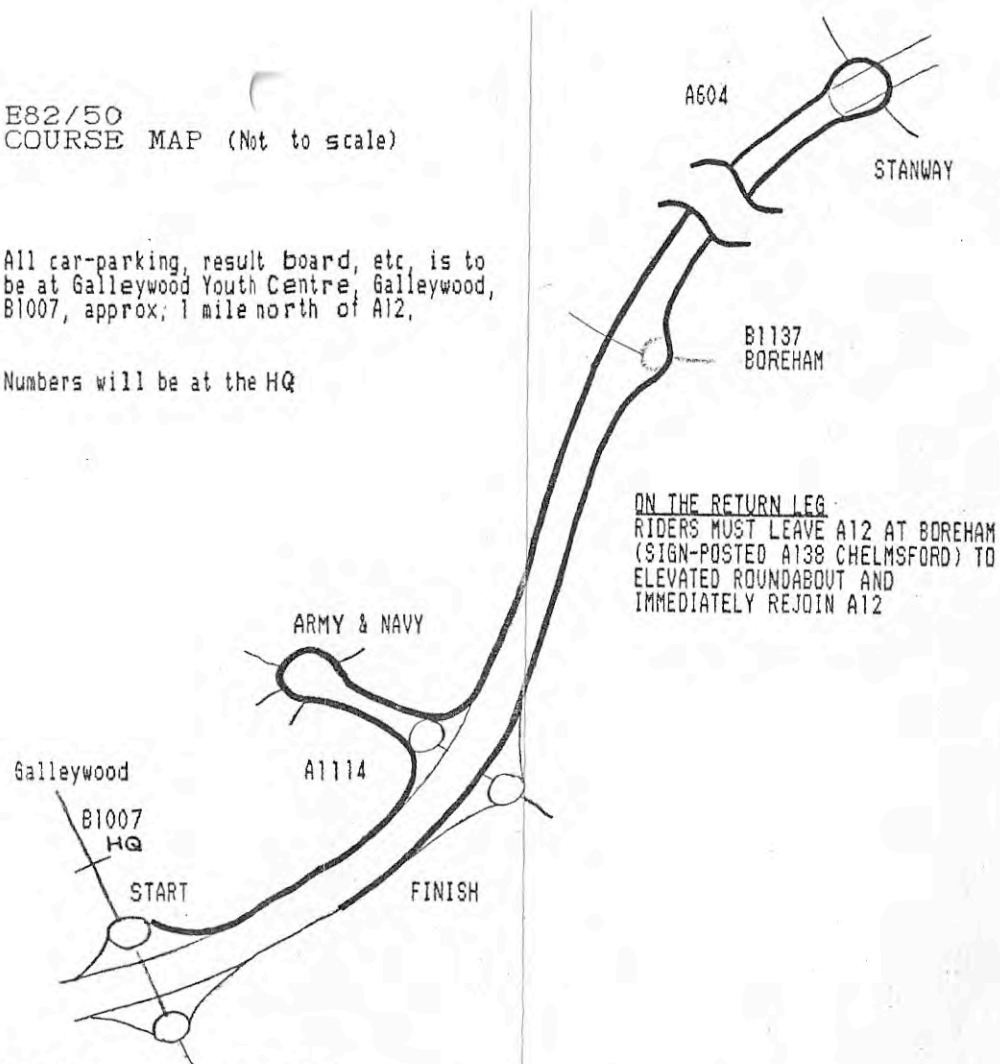 E82/50
COURSE MAP (Not to scale)
A604
STANWAY
All car-parking, result board, etc, is to
be at Galleywood Youth Centre, Galleywood,
B1007, approx; 1 mile north of A12,
Numbers will be at the HQ
B1137
BOREHAM
ON THE RETURN LEG
RIDERS MUST LEAVE A12 AT BOREHAM
(SIGN-POSTED A138 CHELMSFORD) TO
ELEVATED ROUNDABOUT AND
IMMEDIATELY REJOIN A12
ARMY & NAVY
A1114
Galleywood
B1007
HQ
START
FINISH